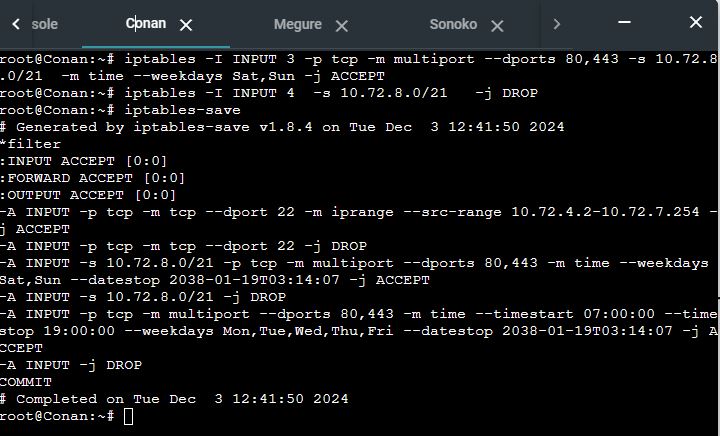 sole Conan Megure Sonoko
root@Conan:~# iptables -I INPUT 3 -p tcp -m multiport --dports 80,443 -s 10.72.8
.0/21  -m time --weekdays Sat,Sun -j ACCEPT
root@Conan:~# iptables -I INPUT 4  -s 10.72.8.0/21   -j DROP
root@Conan:~# iptables-save
# Generated by iptables-save v1.8.4 on Tue Dec  3 12:41:50 2024
*filter
:INPUT ACCEPT [0:0]
:FORWARD ACCEPT [0:0]
:OUTPUT ACCEPT [0:0]
-A INPUT -p tcp -m tcp --dport 22 -m iprange --src-range 10.72.4.2-10.72.7.254 -
j ACCEPT
-A INPUT -p tcp -m tcp --dport 22 -j DROP
-A INPUT -s 10.72.8.0/21 -p tcp -m multiport --dports 80,443 -m time --weekdays
Sat,Sun --datestop 2038-01-19T03:14:07 -j ACCEPT
-A INPUT -s 10.72.8.0/21 -j DROP
-A INPUT -p tcp -m multiport --dports 80,443 -m time --timestart 07:00:00 --time
stop 19:00:00 --weekdays Mon,Tue,Wed,Thu,Fri --datestop 2038-01-19T03:14:07 -j A
CCEPT
-A INPUT -j DROP
COMMIT
# Completed on Tue Dec  3 12:41:50 2024
root@Conan:~#